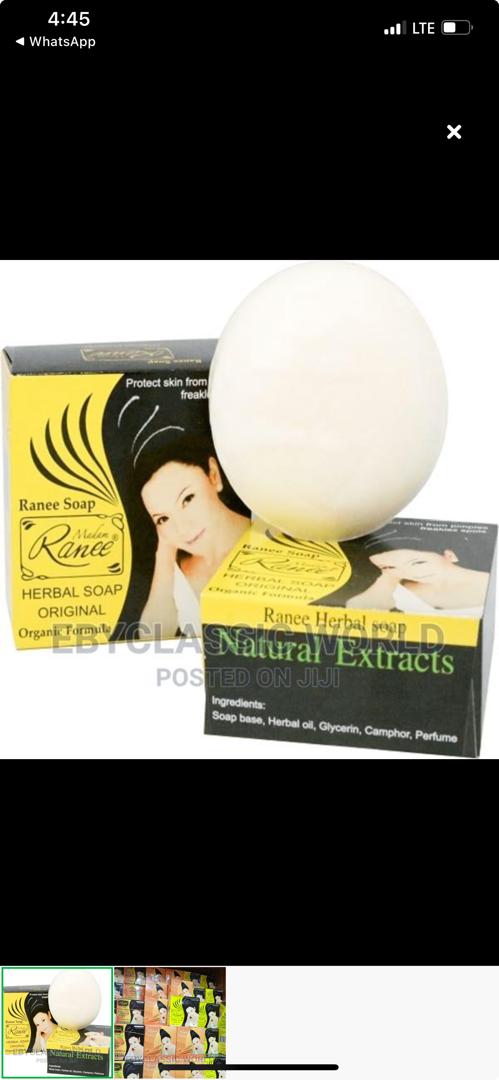 4:45
LTE
WhatsApp
Protect skin from
Ranee Soap
Madam
Ranee®
HERBAL SOAP
ORIGINAL
Organic Formula
skin from pimples
freakles spots
Ranee Soap
Ranee
HERBAL SOAP
ORIGINAL
Organic Formula
Ranee Herbal soap
Natural Extracts
Ingredients:
Soap base, Herbal oil, Glycerin, Camphor, Perfume
EBYCLASSIC WORLD
POSTED ON JIJI